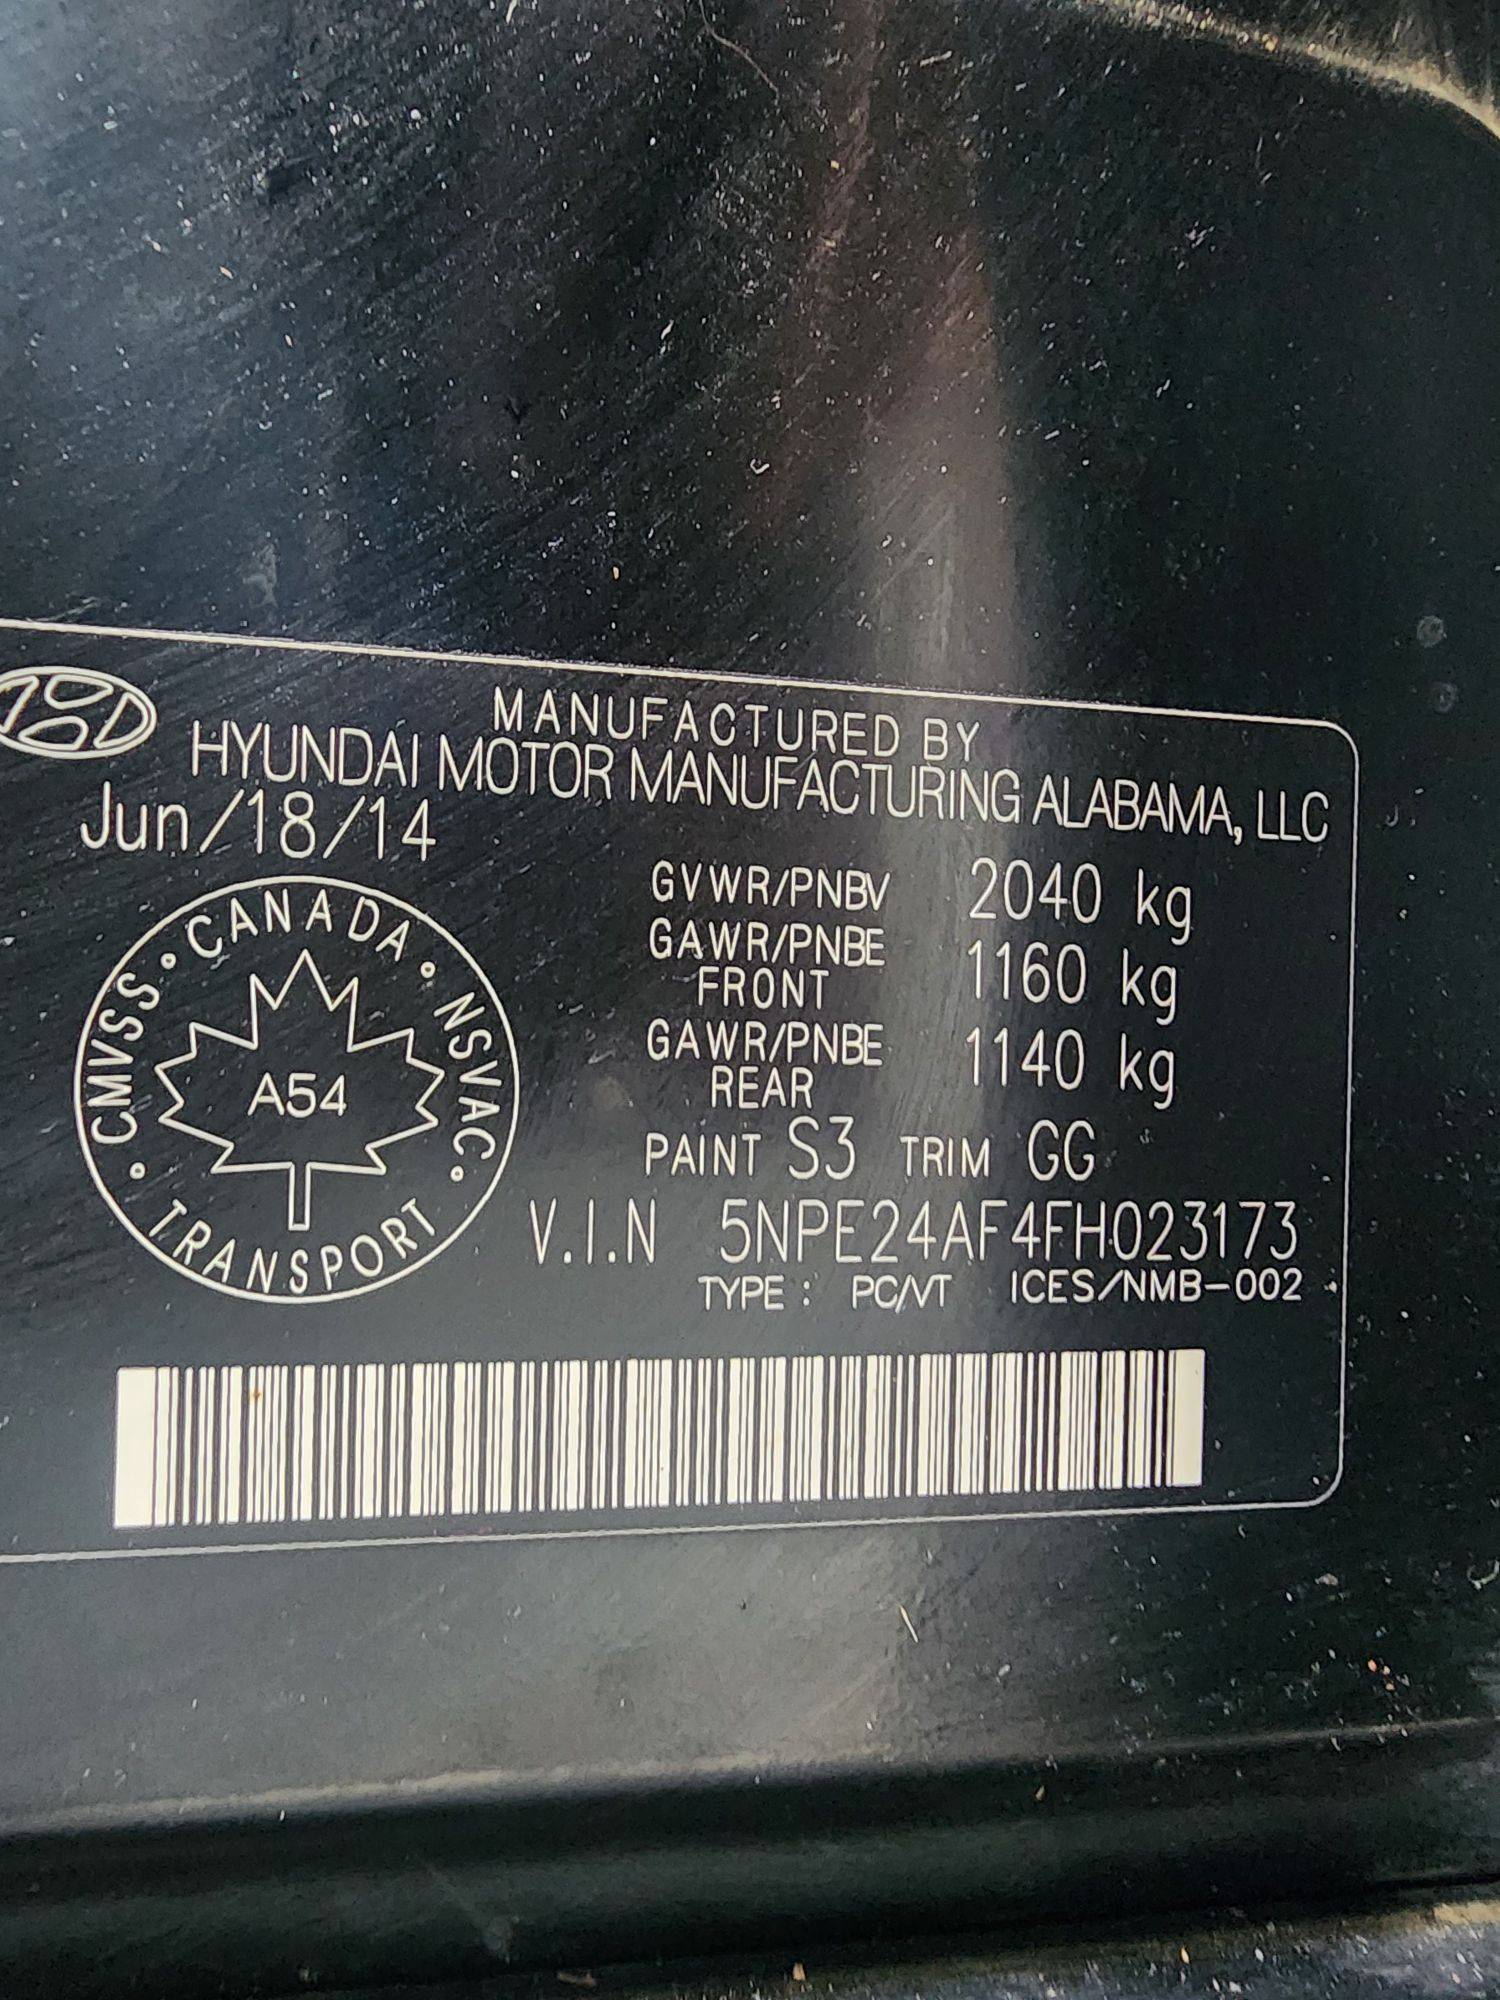 MANUFACTURED BY
HYUNDAI MOTOR MANUFACTURING ALABAMA, LLC
Jun/18/14
GVWR/PNBV 2040 kg
GAWR/PNBE FRONT 1160 kg
GAWR/PNBE REAR 1140 kg
PAINT S3 TRIM GG
V.I.N 5NPE24AF4FH023173
TYPE : PC/VT ICES/NMB-002
CANADA
CMVSS
NSVAC
A54
TRANSPORT